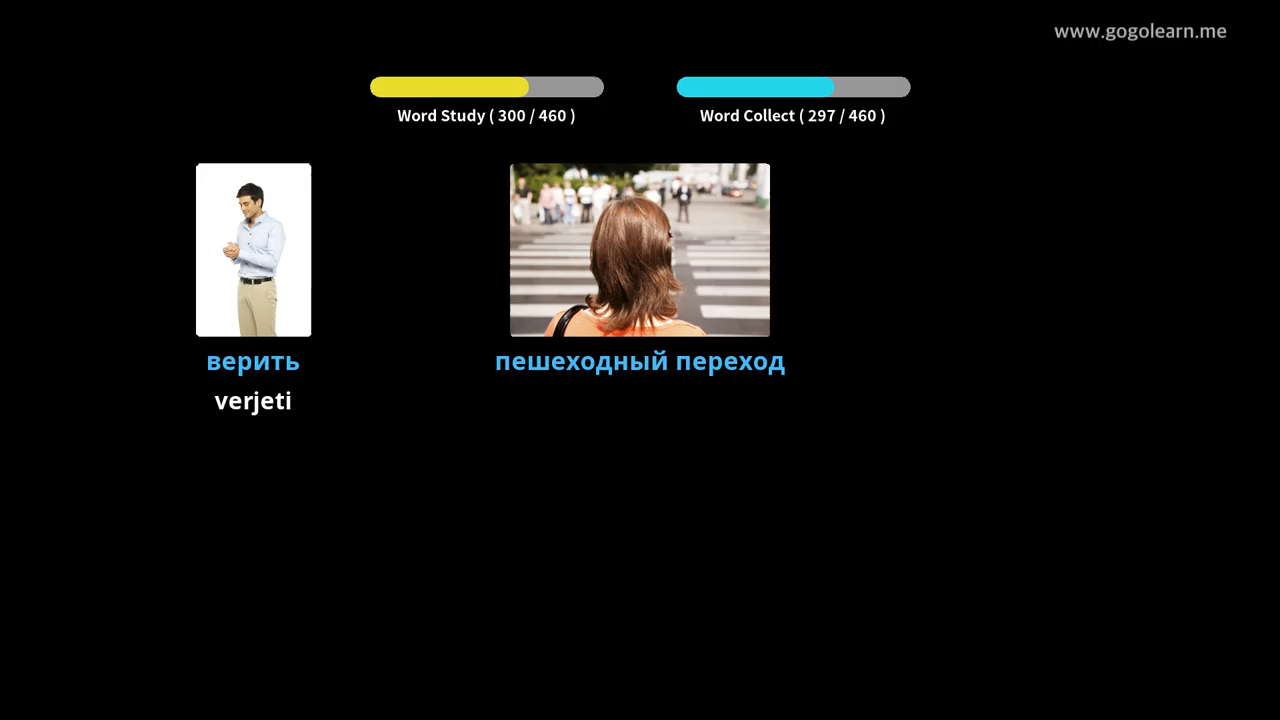 www.gogolearn.me
Word Study ( 300 / 460 )
Word Collect ( 297 / 460 )
верить
verjeti
пешеходный переход